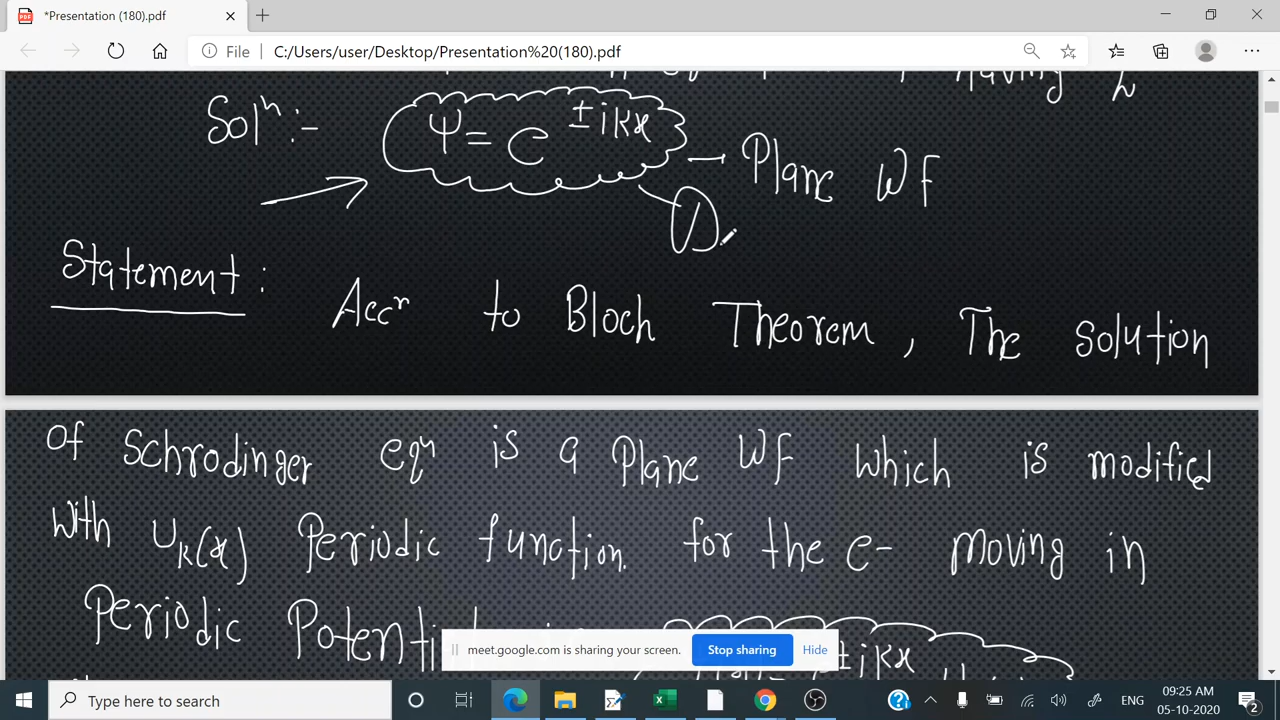 *Presentation (180).pdf
File C:/Users/user/Desktop/Presentation%20(180).pdf
having
Solⁿ:-
Ψ = e^±ikx
Plane WF
Statement :
Accʳ to Bloch Theorem , The Solution
of Schrodinger eqⁿ is a Plane WF which is modified
with Uₖ(x) Periodic function. for the e- moving in
Periodic
±ikx
meet.google.com is sharing your screen.
Stop sharing
Hide
Type here to search
ENG
09:25 AM
05-10-2020
2